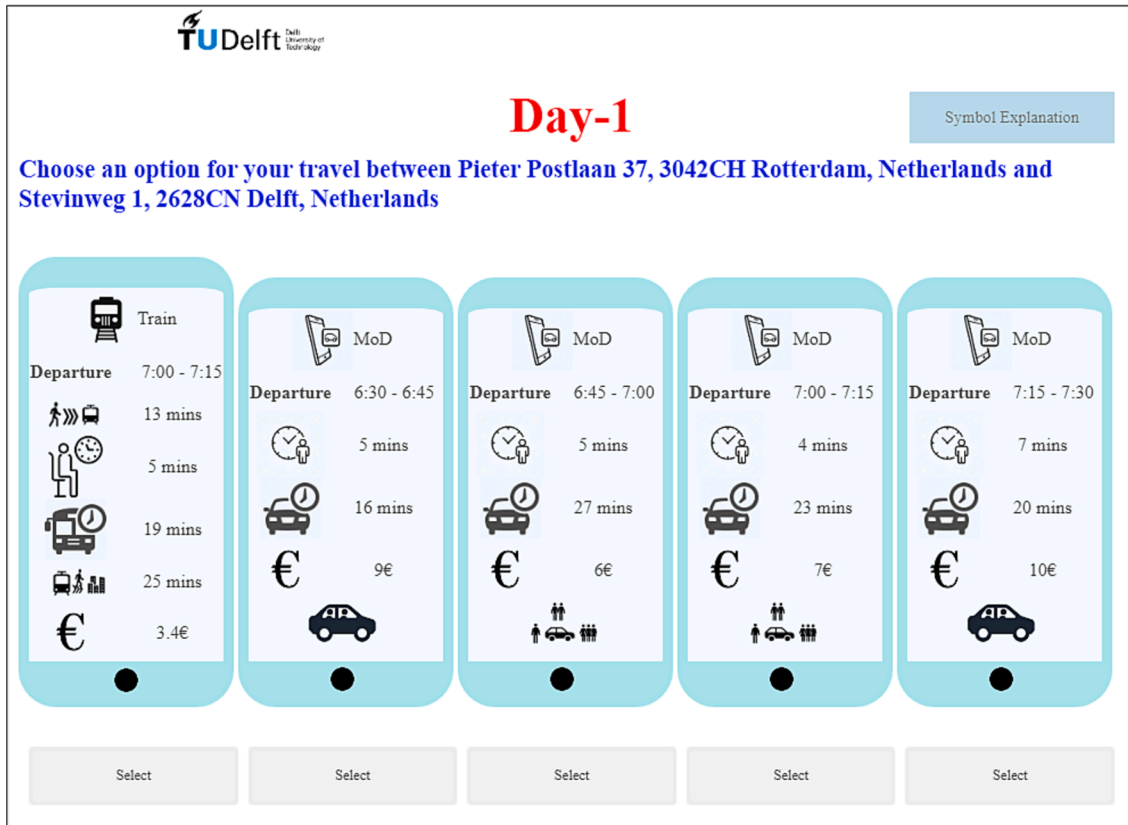 TUDelft
Delft
University of
Technology
Day-1
Symbol Explanation
Choose an option for your travel between Pieter Postlaan 37, 3042CH Rotterdam, Netherlands and
Stevinweg 1, 2628CN Delft, Netherlands
Train
Departure 7:00 - 7:15
13 mins
5 mins
19 mins
25 mins
€ 3.4€
MoD
Departure 6:30 - 6:45
5 mins
16 mins
€ 9€
MoD
Departure 6:45 - 7:00
5 mins
27 mins
€ 6€
MoD
Departure 7:00 - 7:15
4 mins
23 mins
€ 7€
MoD
Departure 7:15 - 7:30
7 mins
20 mins
€ 10€
Select
Select
Select
Select
Select